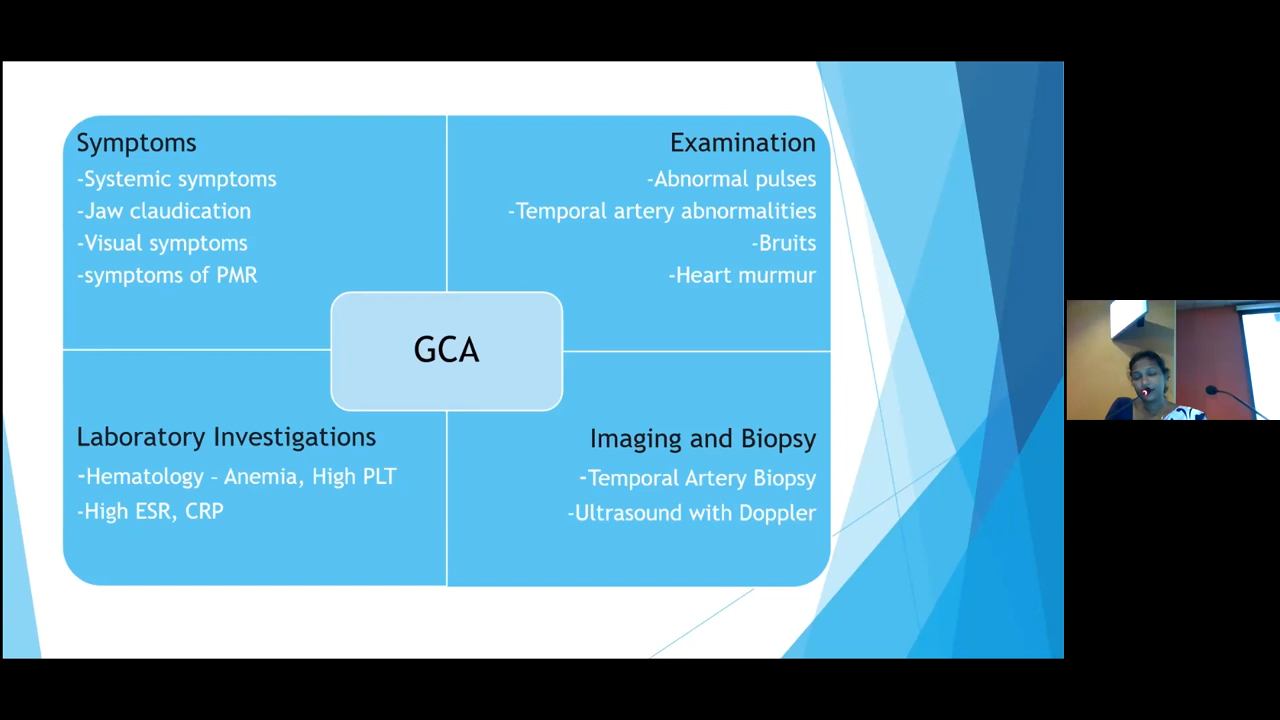 Symptoms
-Systemic symptoms
-Jaw claudication
-Visual symptoms
-symptoms of PMR
Examination
-Abnormal pulses
-Temporal artery abnormalities
-Bruits
-Heart murmur
GCA
Laboratory Investigations
-Hematology – Anemia, High PLT
-High ESR, CRP
Imaging and Biopsy
-Temporal Artery Biopsy
-Ultrasound with Doppler